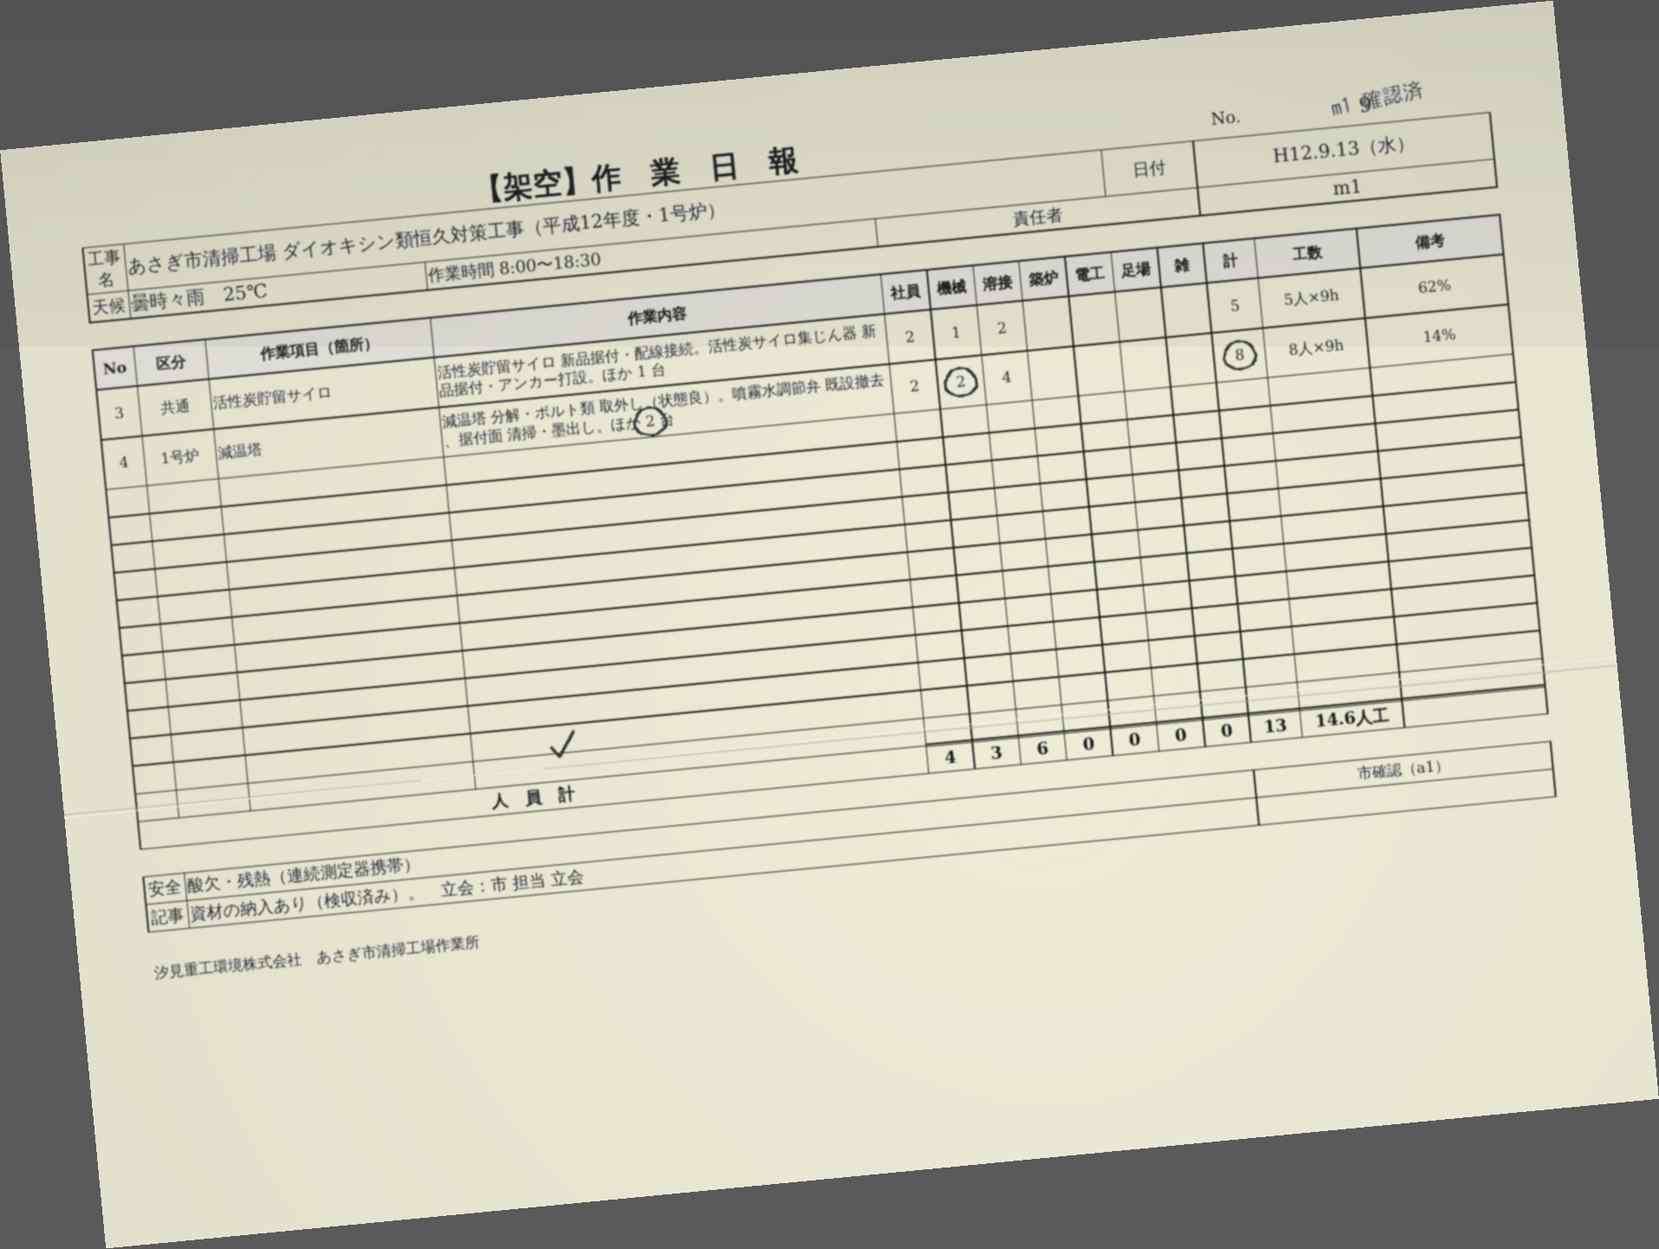 No. 9
m1 確認済
【架空】作 業 日 報
工事名 あさぎ市清掃工場 ダイオキシン類恒久対策工事（平成12年度・1号炉） 日付 H12.9.13（水）
天候 曇時々雨 25℃ 作業時間 8:00〜18:30 責任者 m1
No 区分 作業項目（箇所） 作業内容 社員 機械 溶接 築炉 電工 足場 雑 計 工数 備考
3 共通 活性炭貯留サイロ 活性炭貯留サイロ 新品据付・配線接続。活性炭サイロ集じん器 新 2 1 2 5 5人×9h 62%
品据付・アンカー打設。ほか 1 台
4 1号炉 減温塔 減温塔 分解・ボルト類 取外し（状態良）。噴霧水調節弁 既設撤去 2 2 4 8 8人×9h 14%
、据付面 清掃・墨出し。ほか 2 台
人 員 計 4 3 6 0 0 0 0 13 14.6人工
安全 酸欠・残熱（連続測定器携帯） 市確認（a1）
記事 資材の納入あり（検収済み）。 立会：市 担当 立会
汐見重工環境株式会社 あさぎ市清掃工場作業所